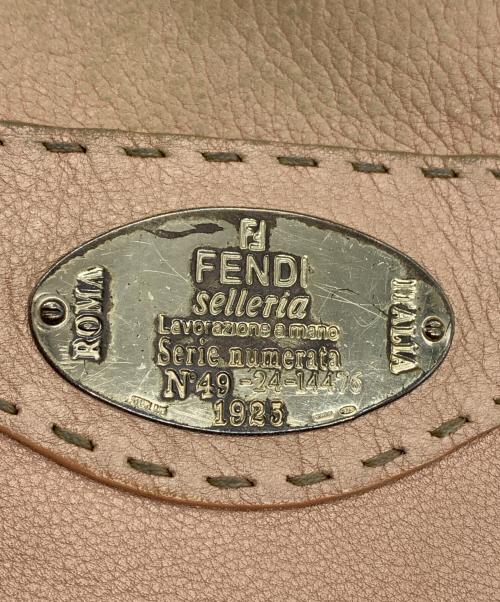 FF
FENDI
selleria
Lavorazione a mano
ROMA
ITALIA
Serie numerata
N°49-24-14476
1925